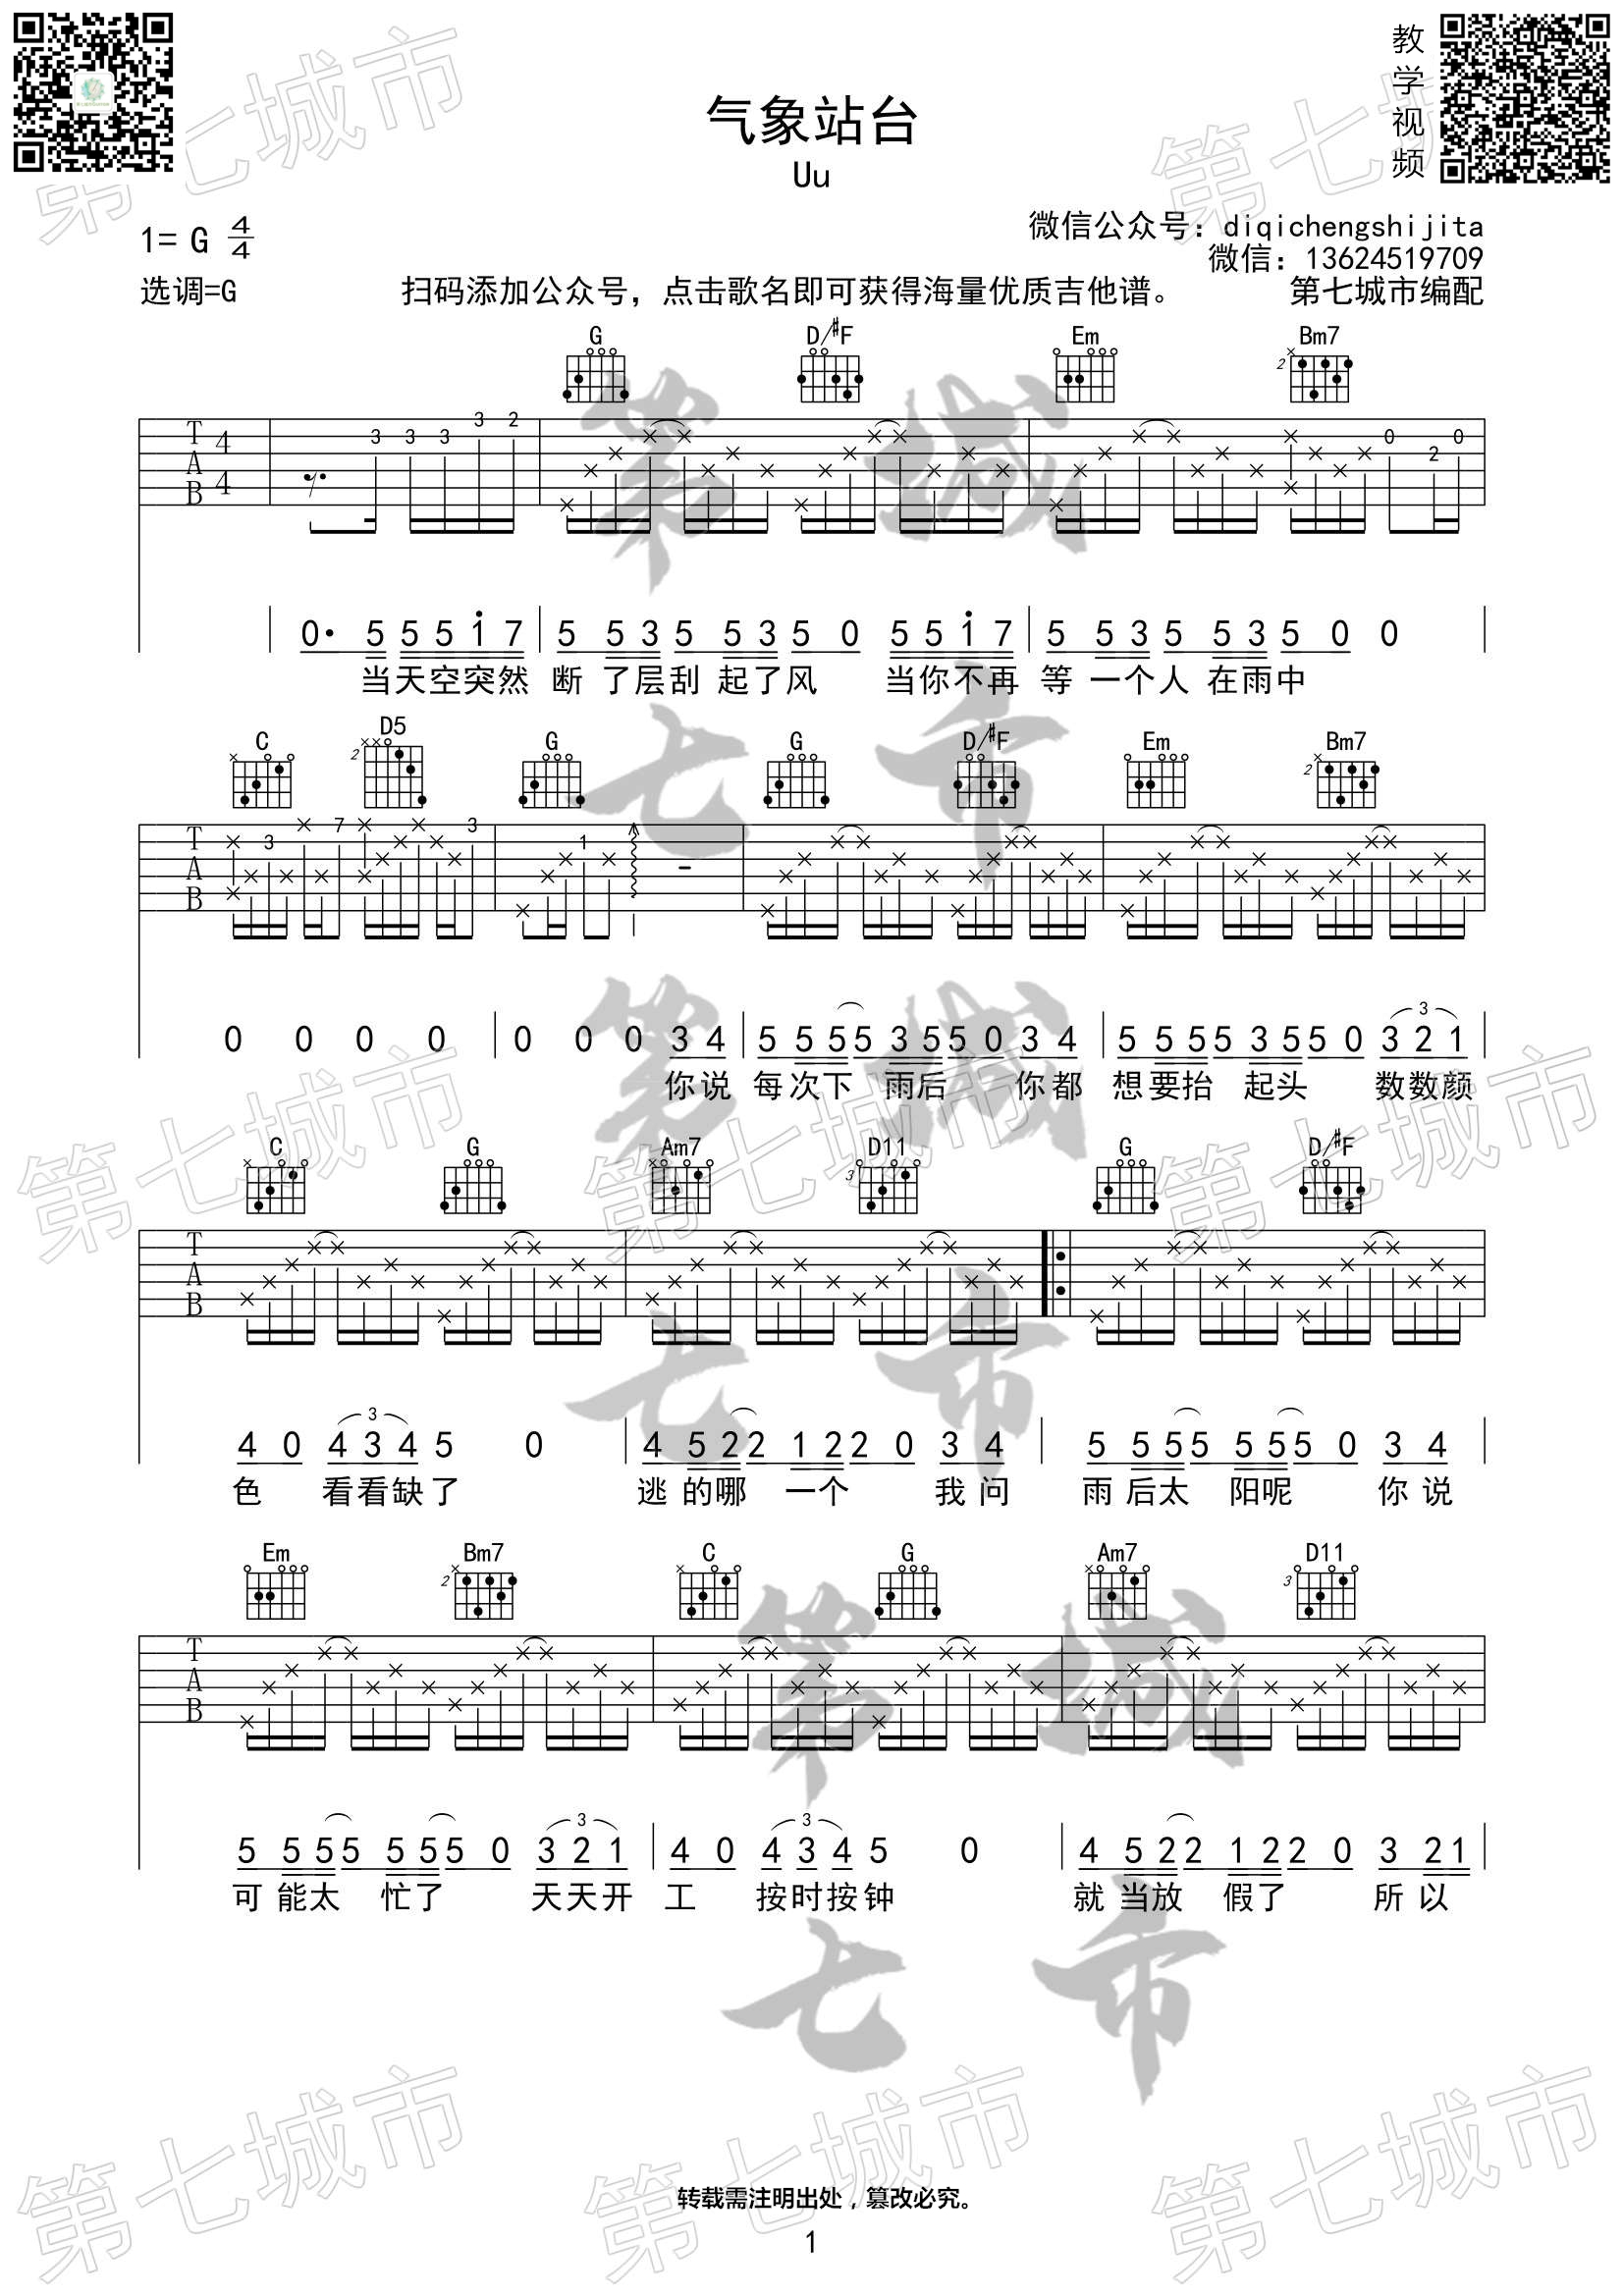 教学视频
气象站台
Uu
1= G 4/4
微信公众号：diqichengshijita
微信：13624519709
选调=G 扫码添加公众号，点击歌名即可获得海量优质吉他谱。 第七城市编配
G D/#F Em Bm7
3 3 3 3 2 0 2 0
0· 5 5 5 i 7 5 5 3 5 5 3 5 0 5 5 i 7 5 5 3 5 5 3 5 0 0
当天空突然 断 了层刮 起了风 当你不再 等 一个人 在雨中
C D5 G G D/#F Em Bm7
3 7 3 1
0 0 0 0 0 0 0 3 4 5 5 5 5 3 5 5 0 3 4 5 5 5 5 3 5 5 0 3 2 1
你说 每次下 雨后 你都 想要抬 起头 数数颜
C G Am7 D11 G D/#F
4 0 4 3 4 5 0 4 5 2 2 1 2 2 0 3 4 5 5 5 5 5 5 5 0 3 4
色 看看缺了 逃 的哪 一个 我 问 雨 后太 阳呢 你 说
Em Bm7 C G Am7 D11
5 5 5 5 5 5 5 0 3 2 1 4 0 4 3 4 5 0 4 5 2 2 1 2 2 0 3 2 1
可 能太 忙了 天天开 工 按时按钟 就 当放 假了 所 以
转载需注明出处，篡改必究。
1
第七城市